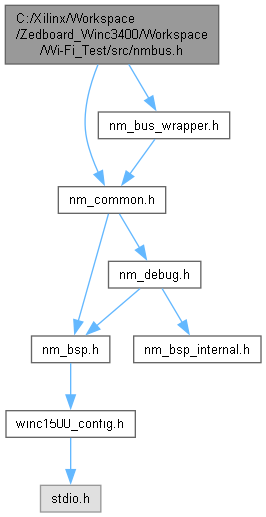 C:/Xilinx/Workspace
/Zedboard_Winc3400/Workspace
/Wi-Fi_Test/src/nmbus.h
nm_bus_wrapper.h
nm_common.h
nm_debug.h
nm_bsp.h
nm_bsp_internal.h
winc1500_config.h
stdio.h